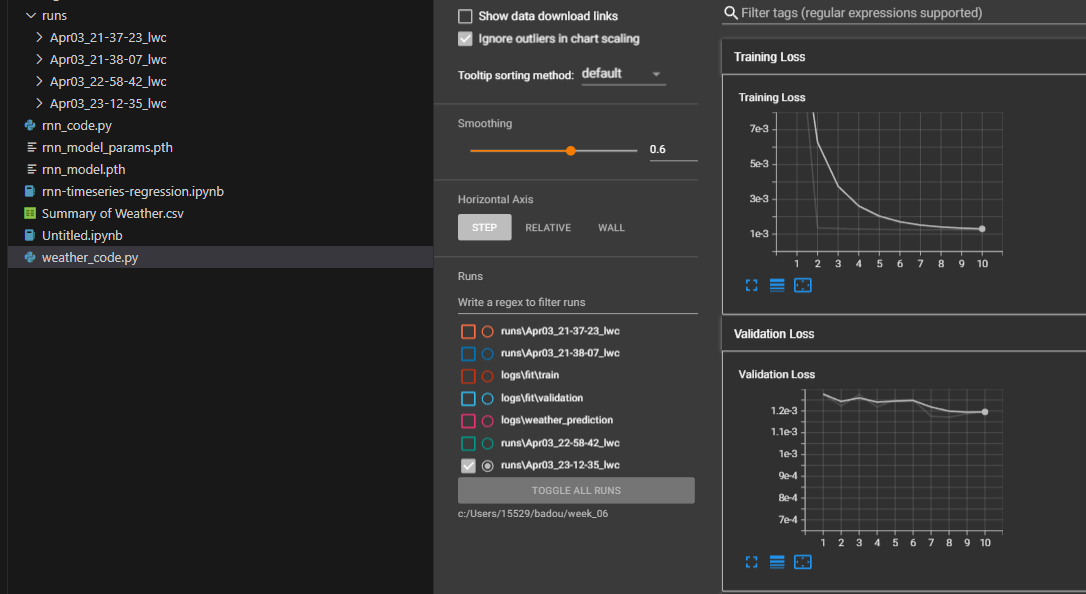 runs
Apr03_21-37-23_lwc
Apr03_21-38-07_lwc
Apr03_22-58-42_lwc
Apr03_23-12-35_lwc
rnn_code.py
rnn_model_params.pth
rnn_model.pth
rnn-timeseries-regression.ipynb
Summary of Weather.csv
Untitled.ipynb
weather_code.py
Show data download links
Ignore outliers in chart scaling
Tooltip sorting method: default
Smoothing
0.6
Horizontal Axis
STEP RELATIVE WALL
Runs
Write a regex to filter runs
runs\Apr03_21-37-23_lwc
runs\Apr03_21-38-07_lwc
logs\fit\train
logs\fit\validation
logs\weather_prediction
runs\Apr03_22-58-42_lwc
runs\Apr03_23-12-35_lwc
TOGGLE ALL RUNS
c:/Users/15529/badou/week_06
Filter tags (regular expressions supported)
Training Loss
Training Loss
7e-3
5e-3
3e-3
1e-3
1 2 3 4 5 6 7 8 9 10
Validation Loss
Validation Loss
1.2e-3
1.1e-3
1e-3
9e-4
8e-4
7e-4
1 2 3 4 5 6 7 8 9 10